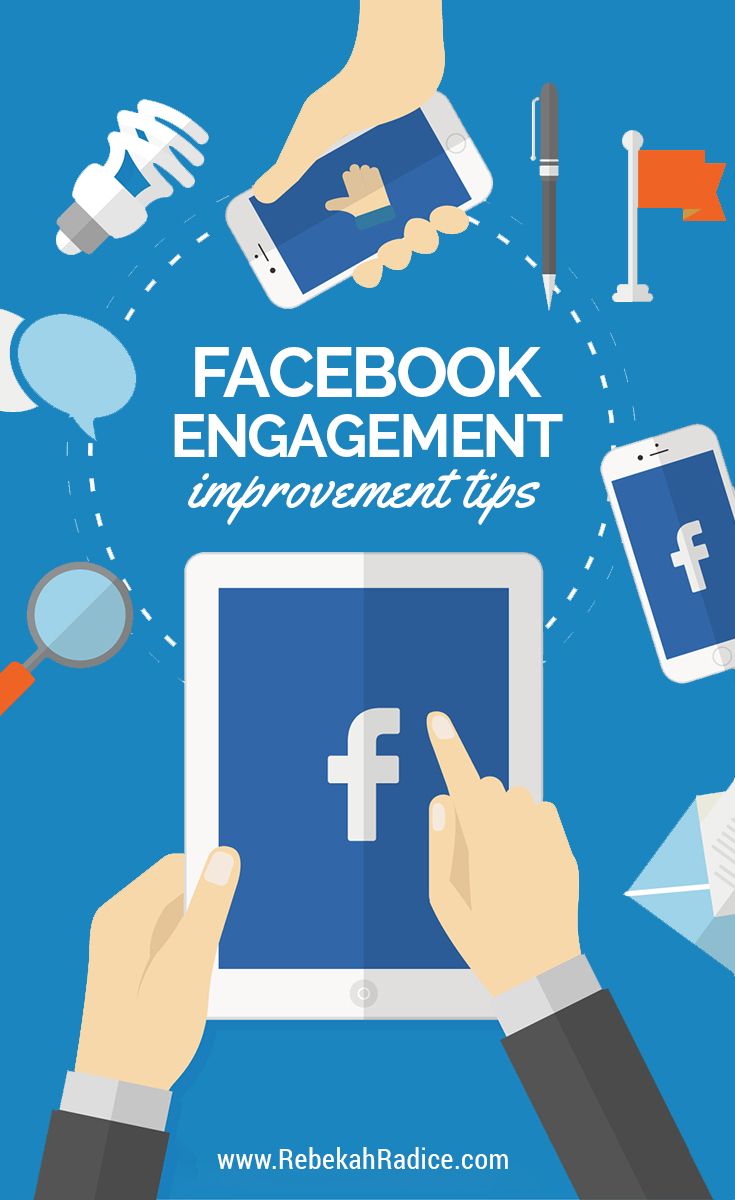 FACEBOOK
ENGAGEMENT
improvement tips
f
f
www.RebekahRadice.com